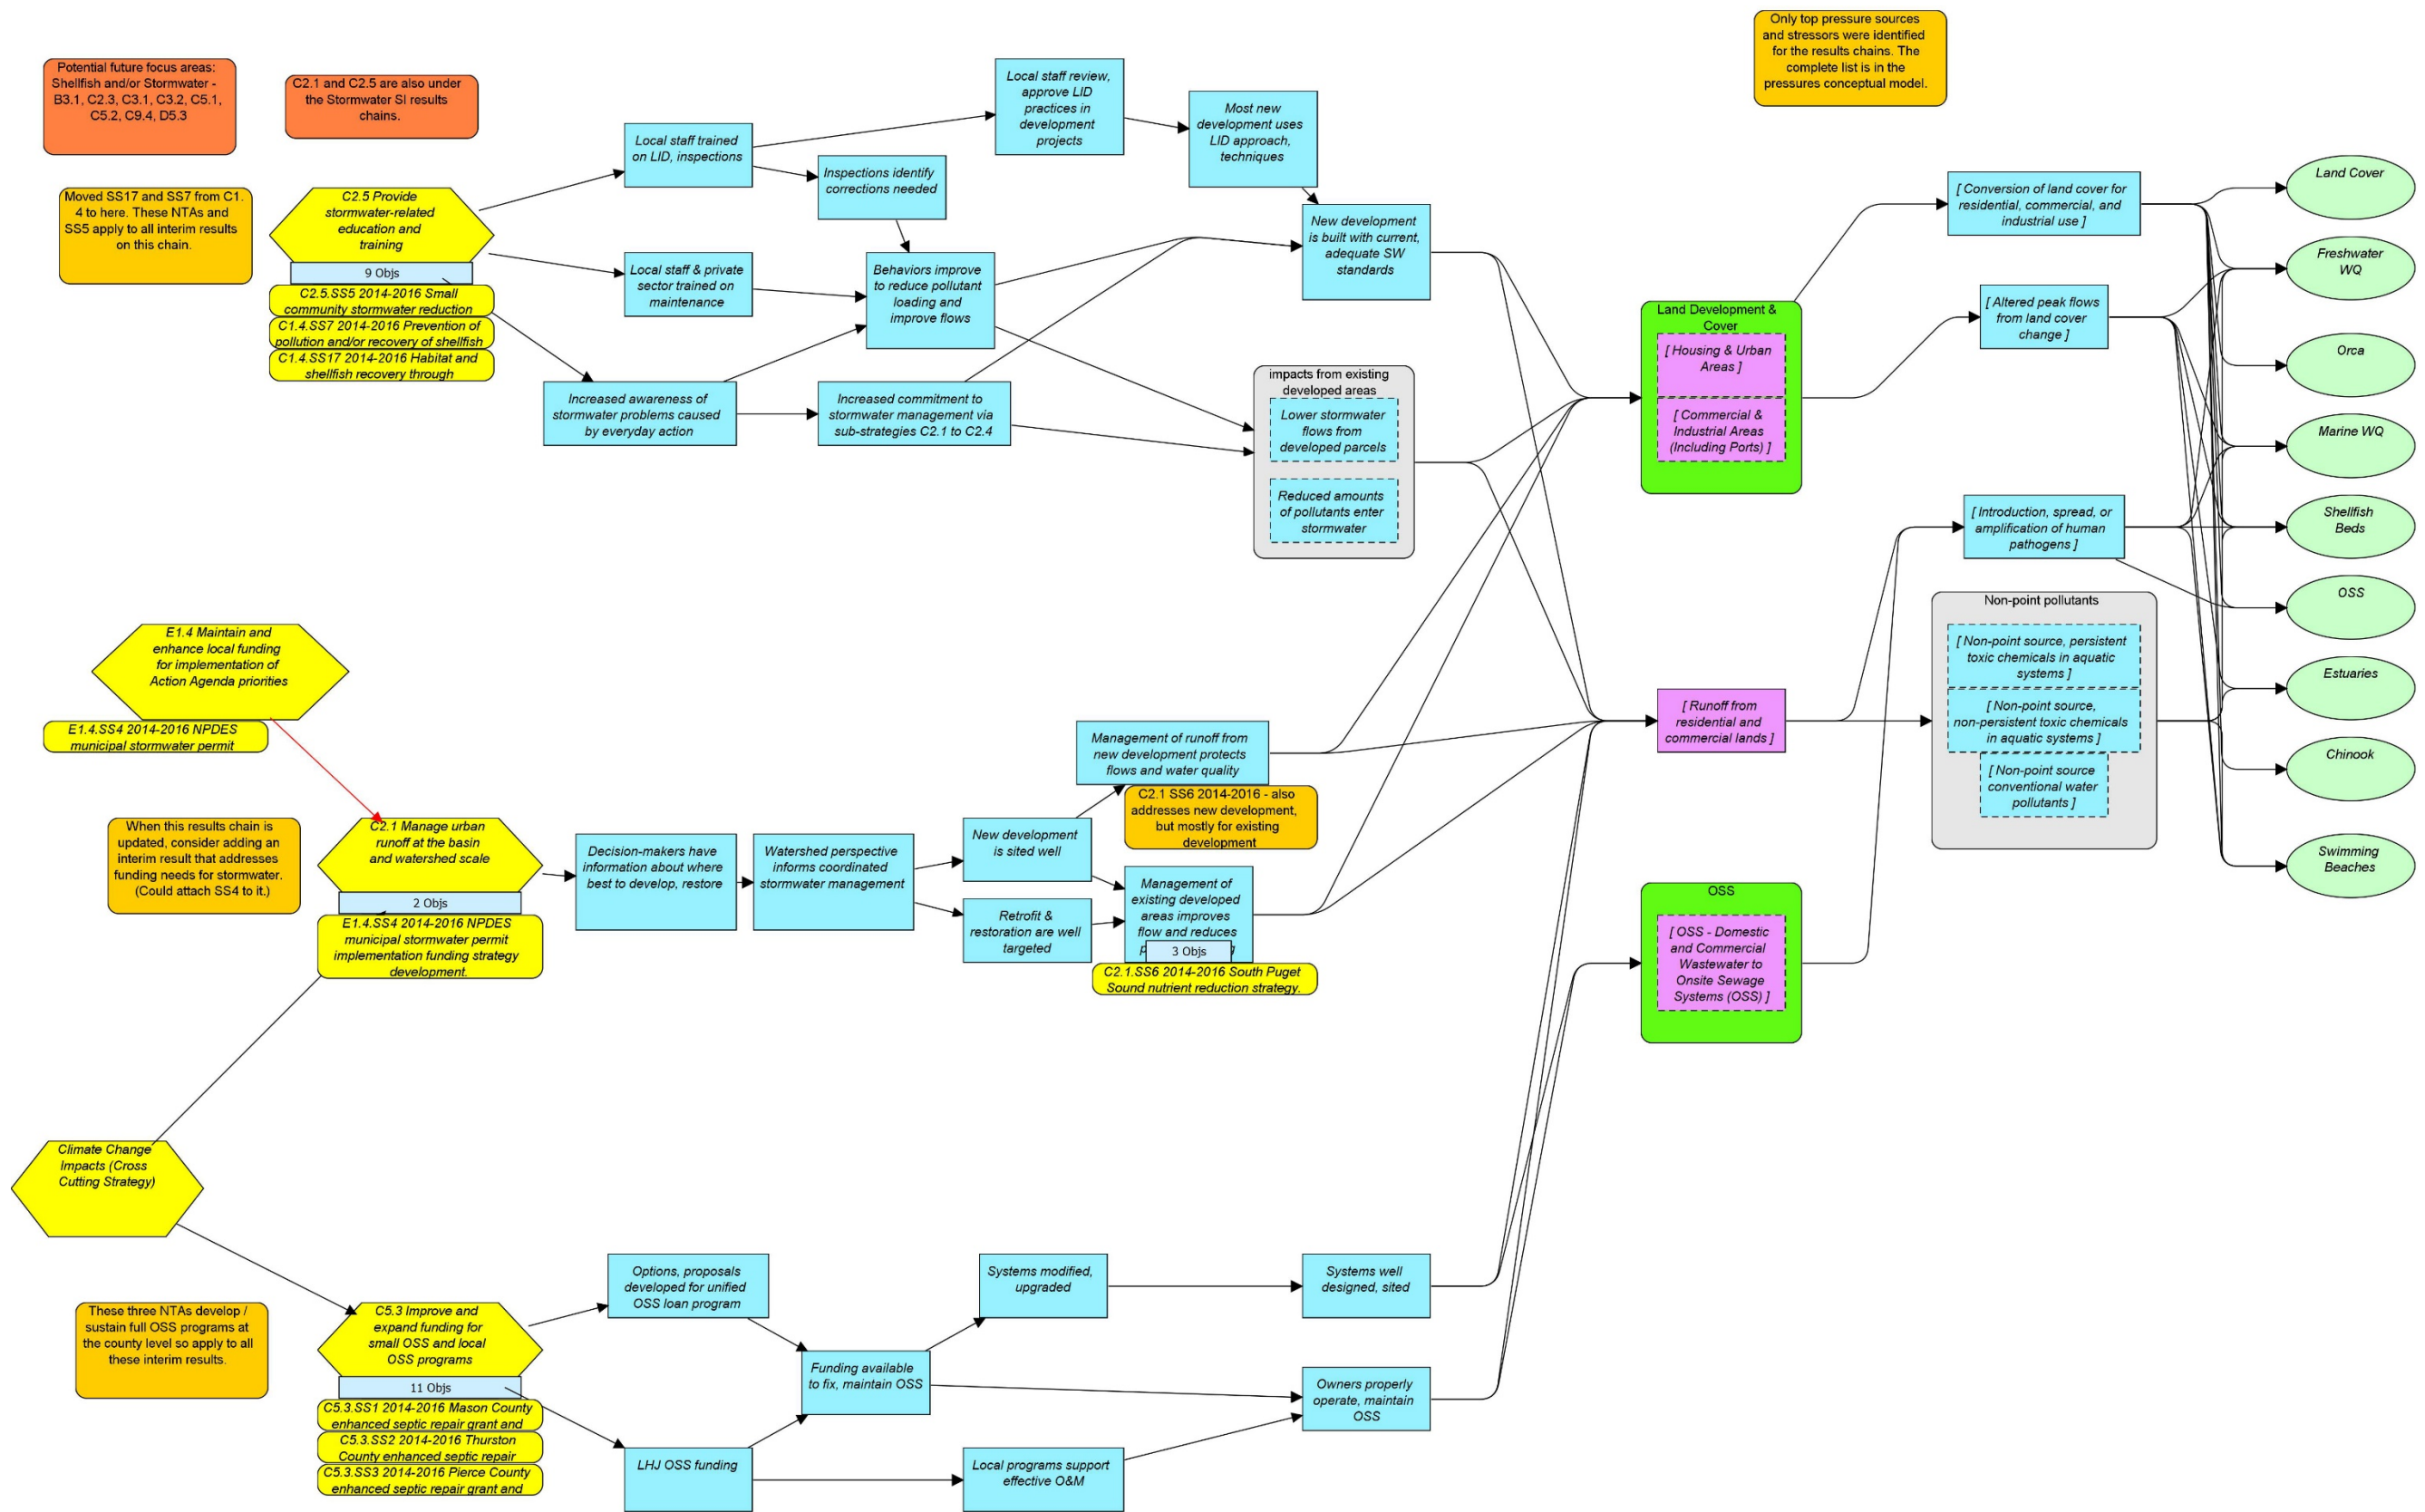 Only top pressure sources
and stressors were identified
for the results chains. The
complete list is in the
pressures conceptual model.
Potential future focus areas:
Shellfish and/or Stormwater -
B3.1, C2.3, C3.1, C3.2, C5.1,
C5.2, C9.4, D5.3
C2.1 and C2.5 are also under
the Stormwater SI results
chains.
Moved SS17 and SS7 from C1.
4 to here. These NTAs and
SS5 apply to all interim results
on this chain.
C2.5 Provide
stormwater-related
education and
training
9 Objs
C2.5.SS5 2014-2016 Small
community stormwater reduction
C1.4.SS7 2014-2016 Prevention of
pollution and/or recovery of shellfish
C1.4.SS17 2014-2016 Habitat and
shellfish recovery through
Local staff trained
on LID, inspections
Local staff review,
approve LID
practices in
development
projects
Most new
development uses
LID approach,
techniques
Inspections identify
corrections needed
New development
is built with current,
adequate SW
standards
Local staff & private
sector trained on
maintenance
Behaviors improve
to reduce pollutant
loading and
improve flows
Increased awareness of
stormwater problems caused
by everyday action
Increased commitment to
stormwater management via
sub-strategies C2.1 to C2.4
impacts from existing
developed areas
Lower stormwater
flows from
developed parcels
Reduced amounts
of pollutants enter
stormwater
Land Development &
Cover
[ Housing & Urban
Areas ]
[ Commercial &
Industrial Areas
(Including Ports) ]
[ Conversion of land cover for
residential, commercial, and
industrial use ]
[ Altered peak flows
from land cover
change ]
[ Introduction, spread, or
amplification of human
pathogens ]
Non-point pollutants
[ Non-point source, persistent
toxic chemicals in aquatic
systems ]
[ Non-point source,
non-persistent toxic chemicals
in aquatic systems ]
[ Non-point source
conventional water
pollutants ]
Land Cover
Freshwater
WQ
Orca
Marine WQ
Shellfish
Beds
OSS
Estuaries
Chinook
Swimming
Beaches
E1.4 Maintain and
enhance local funding
for implementation of
Action Agenda priorities
E1.4.SS4 2014-2016 NPDES
municipal stormwater permit
When this results chain is
updated, consider adding an
interim result that addresses
funding needs for stormwater.
(Could attach SS4 to it.)
C2.1 Manage urban
runoff at the basin
and watershed scale
2 Objs
E1.4.SS4 2014-2016 NPDES
municipal stormwater permit
implementation funding strategy
development.
Decision-makers have
information about where
best to develop, restore
Watershed perspective
informs coordinated
stormwater management
New development
is sited well
Retrofit &
restoration are well
targeted
Management of runoff from
new development protects
flows and water quality
C2.1 SS6 2014-2016 - also
addresses new development,
but mostly for existing
development
Management of
existing developed
areas improves
flow and reduces
3 Objs
C2.1.SS6 2014-2016 South Puget
Sound nutrient reduction strategy.
[ Runoff from
residential and
commercial lands ]
OSS
[ OSS - Domestic
and Commercial
Wastewater to
Onsite Sewage
Systems (OSS) ]
Climate Change
Impacts (Cross
Cutting Strategy)
These three NTAs develop /
sustain full OSS programs at
the county level so apply to all
these interim results.
C5.3 Improve and
expand funding for
small OSS and local
OSS programs
11 Objs
C5.3.SS1 2014-2016 Mason County
enhanced septic repair grant and
C5.3.SS2 2014-2016 Thurston
County enhanced septic repair
C5.3.SS3 2014-2016 Pierce County
enhanced septic repair grant and
Options, proposals
developed for unified
OSS loan program
Funding available
to fix, maintain OSS
LHJ OSS funding
Systems modified,
upgraded
Systems well
designed, sited
Owners properly
operate, maintain
OSS
Local programs support
effective O&M